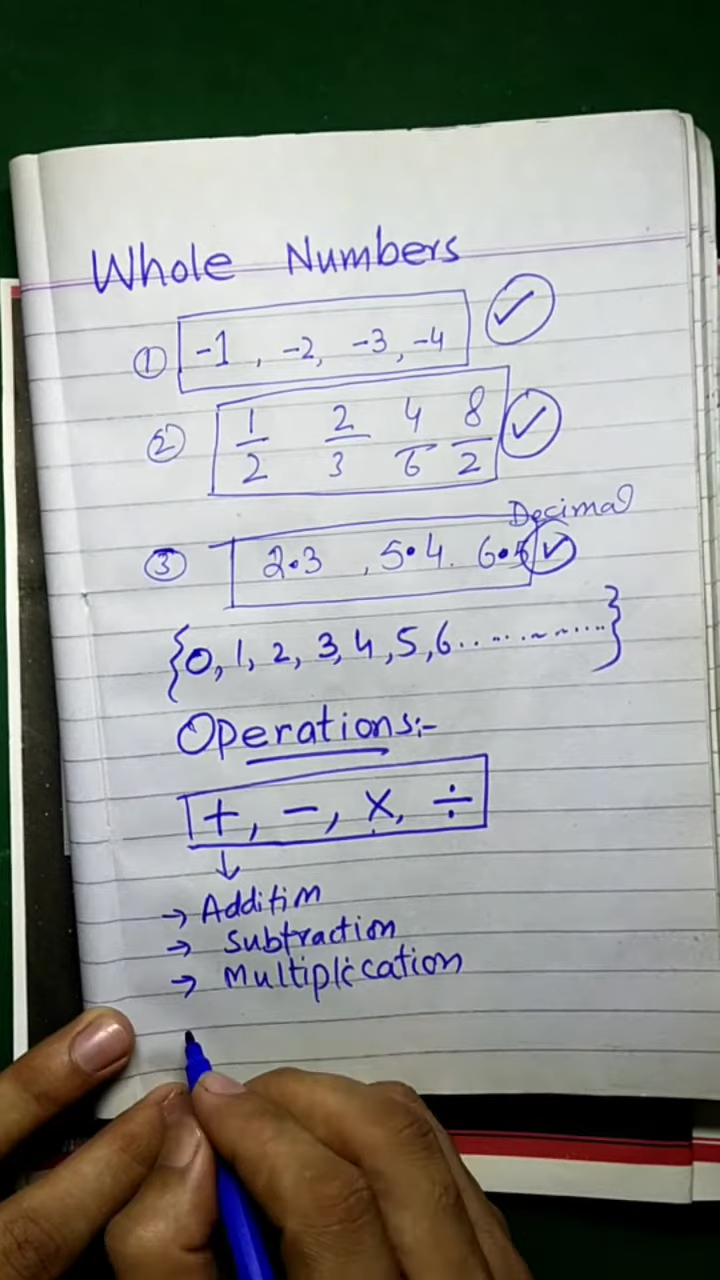 Whole Numbers
① -1 , -2, -3, -4 ✓
② 1/2 2/3 4/6 8/2 ✓
Decimal
③ 2.3 , 5.4. 6.5 ✓
{0, 1, 2, 3, 4, 5, 6...........}
Operations:-
+, -, ×, ÷
↓
→ Addition
→ Subtraction
→ Multiplication